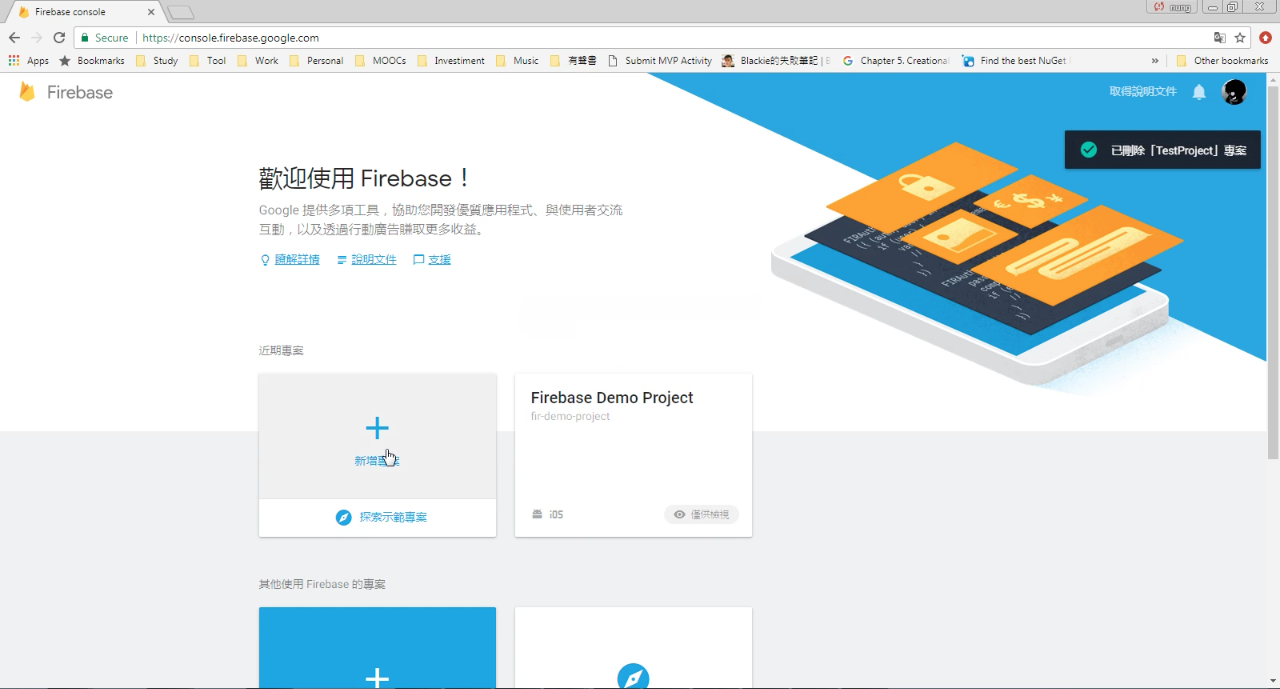 Firebase console
nung
Secure
https://console.firebase.google.com
Apps
Bookmarks
Study
Tool
Work
Personal
MOOCs
Investiment
Music
有聲書
Submit MVP Activity
Blackie的失敗筆記 |
Chapter 5. Creational
Find the best NuGet
Other bookmarks
Firebase
取得說明文件
已刪除「TestProject」專案
歡迎使用 Firebase！
Google 提供多項工具，協助您開發優質應用程式、與使用者交流
互動，以及透過行動廣告賺取更多收益。
瞭解詳情
說明文件
支援
近期專案
新增專案
探索示範專案
Firebase Demo Project
fir-demo-project
iOS
僅供檢視
其他使用 Firebase 的專案